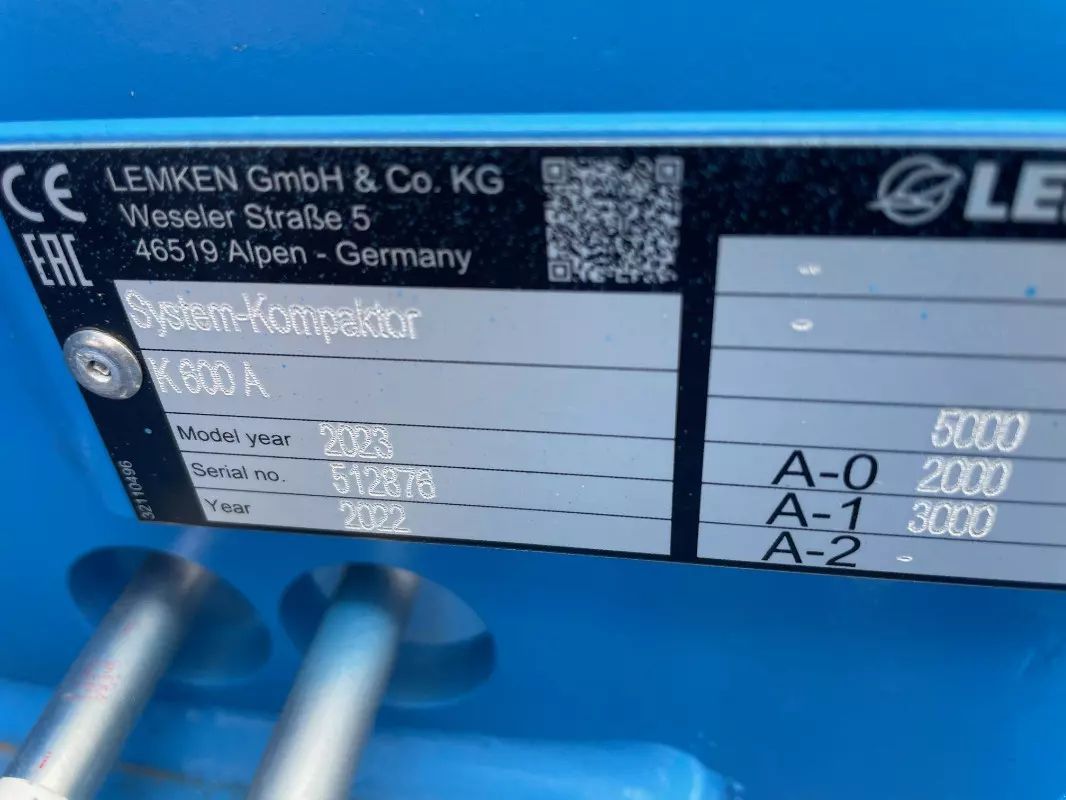 CE
EAC
LEMKEN GmbH & Co. KG
Weseler Straße 5
46519 Alpen - Germany
System-Kompaktor
K 600 A
Model year 2023
Serial no. 512876
Year 2022
32110496
LE
-
-
5000
A-0 2000
A-1 3000
A-2 -